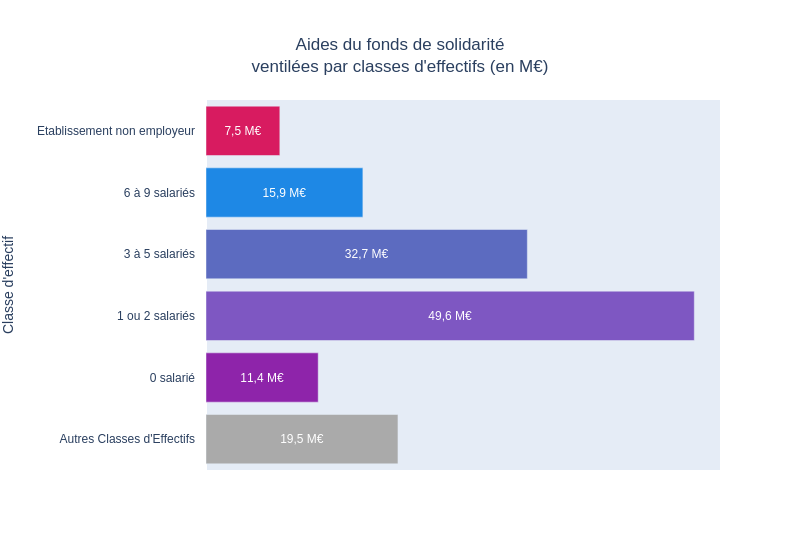 Aides du fonds de solidarité
ventilées par classes d'effectifs (en M€)
Classe d'effectif
Etablissement non employeur
7,5 M€
6 à 9 salariés
15,9 M€
3 à 5 salariés
32,7 M€
1 ou 2 salariés
49,6 M€
0 salarié
11,4 M€
Autres Classes d'Effectifs
19,5 M€